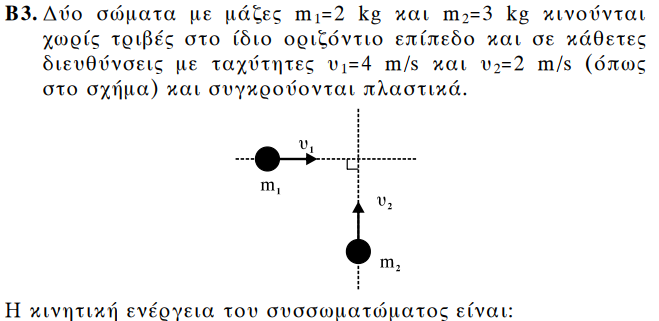 B3. Δύο σώματα με μάζες m₁=2 kg και m₂=3 kg κινούνται
χωρίς τριβές στο ίδιο οριζόντιο επίπεδο και σε κάθετες
διευθύνσεις με ταχύτητες υ₁=4 m/s και υ₂=2 m/s (όπως
στο σχήμα) και συγκρούονται πλαστικά.
υ₁
m₁
υ₂
m₂
Η κινητική ενέργεια του συσσωματώματος είναι: